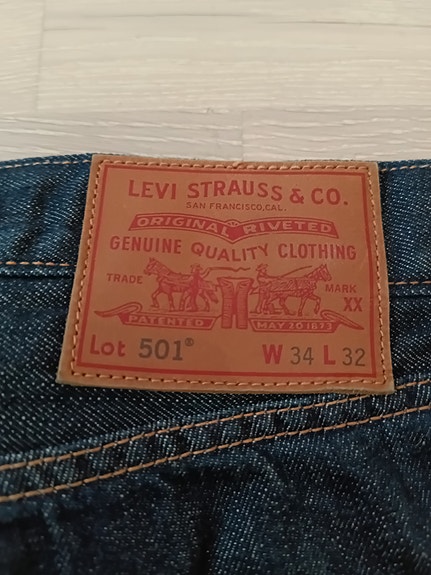 LEVI STRAUSS & CO.
SAN FRANCISCO, CAL.
ORIGINAL RIVETED
GENUINE QUALITY CLOTHING
TRADE MARK
XX
PATENTED MAY 20 1873
Lot 501® W 34 L 32